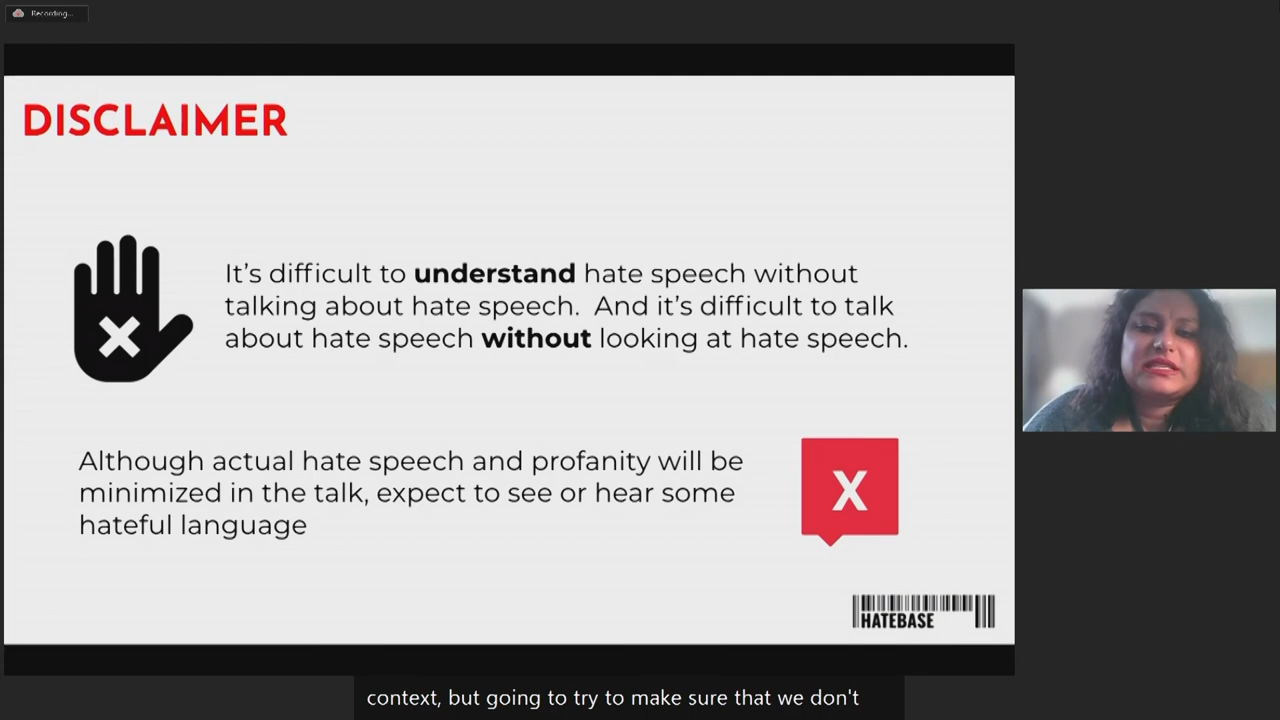 Recording...
DISCLAIMER
It's difficult to understand hate speech without
talking about hate speech.  And it's difficult to talk
about hate speech without looking at hate speech.
Although actual hate speech and profanity will be
minimized in the talk, expect to see or hear some
hateful language
X
HATEBASE
context, but going to try to make sure that we don't